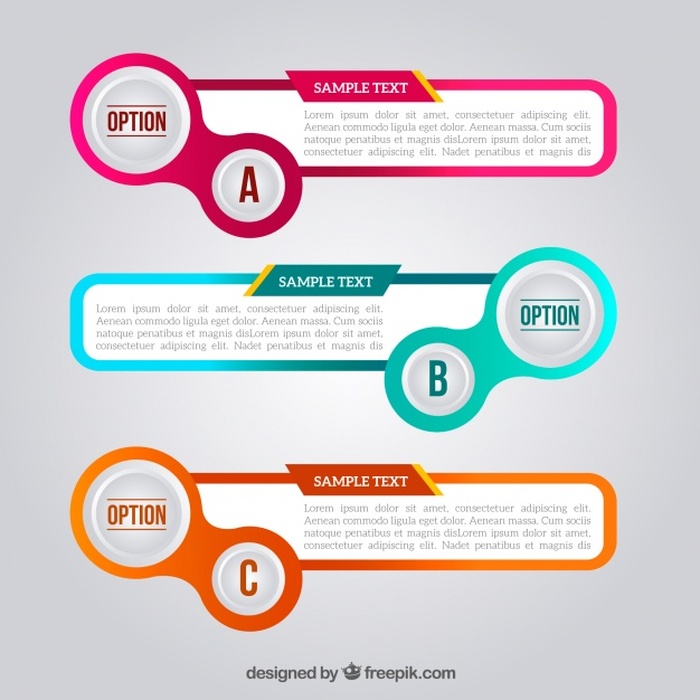 OPTION
A
SAMPLE TEXT
Lorem ipsum dolor sit amet, consectetuer adipiscing elit.
Aenean commodo ligula eget dolor. Aenean massa. Cum sociis
natoque penatibus et magnis disLorem ipsum dolor sit amet,
consectetuer adipiscing elit. Nadet penatibus et magnis dis
SAMPLE TEXT
Lorem ipsum dolor sit amet, consectetuer adipiscing elit.
Aenean commodo ligula eget dolor. Aenean massa. Cum sociis
natoque penatibus et magnis disLorem ipsum dolor sit amet,
consectetuer adipiscing elit. Nadet penatibus et magnis dis
OPTION
B
OPTION
C
SAMPLE TEXT
Lorem ipsum dolor sit amet, consectetuer adipiscing elit.
Aenean commodo ligula eget dolor. Aenean massa. Cum sociis
natoque penatibus et magnis disLorem ipsum dolor sit amet,
consectetuer adipiscing elit. Nadet penatibus et magnis dis
designed by freepik.com